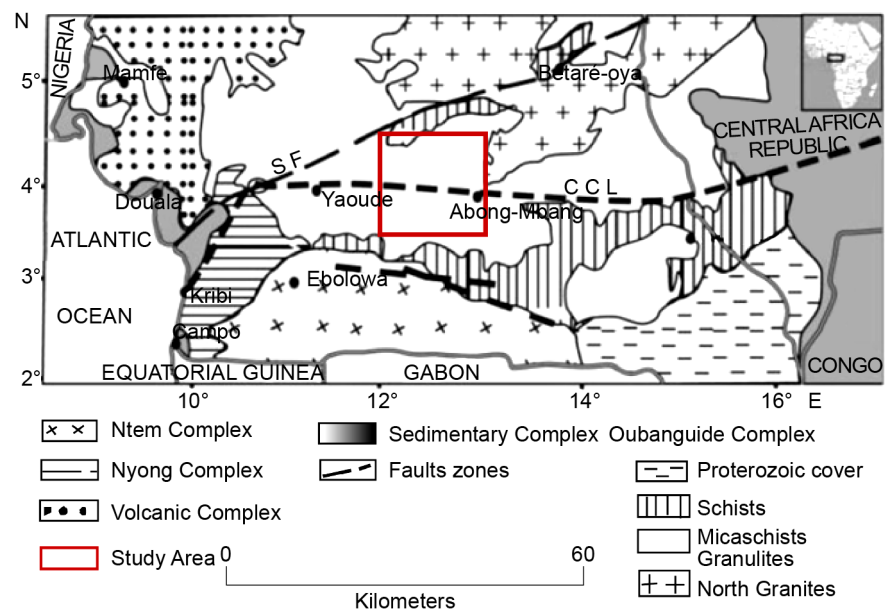 N
NIGERIA
5°
Mamfe
Bétaré-oya
CENTRAL AFRICA
REPUBLIC
S F
4°
C C L
Yaoude
Douala
Abong-Mbang
ATLANTIC
3°
Ebolowa
Kribi
OCEAN
Campo
EQUATORIAL GUINEA
GABON
CONGO
2°
10°
12°
14°
16°
E
Ntem Complex
Sedimentary Complex
Oubanguide Complex
Nyong Complex
Faults zones
Proterozoic cover
Volcanic Complex
Schists
Micaschists
Granulites
Study Area
0
60
Kilometers
North Granites